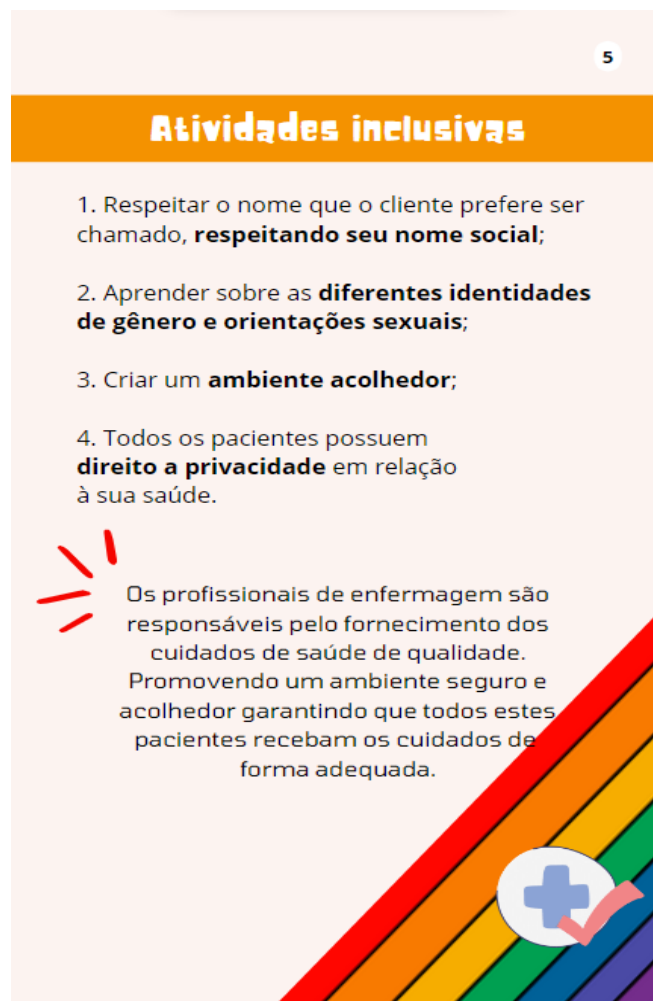 5
Atividades inclusivas
1. Respeitar o nome que o cliente prefere ser
chamado, respeitando seu nome social;
2. Aprender sobre as diferentes identidades
de gênero e orientações sexuais;
3. Criar um ambiente acolhedor;
4. Todos os pacientes possuem
direito a privacidade em relação
à sua saúde.
Os profissionais de enfermagem são
responsáveis pelo fornecimento dos
cuidados de saúde de qualidade.
Promovendo um ambiente seguro e
acolhedor garantindo que todos estes
pacientes recebam os cuidados de
forma adequada.